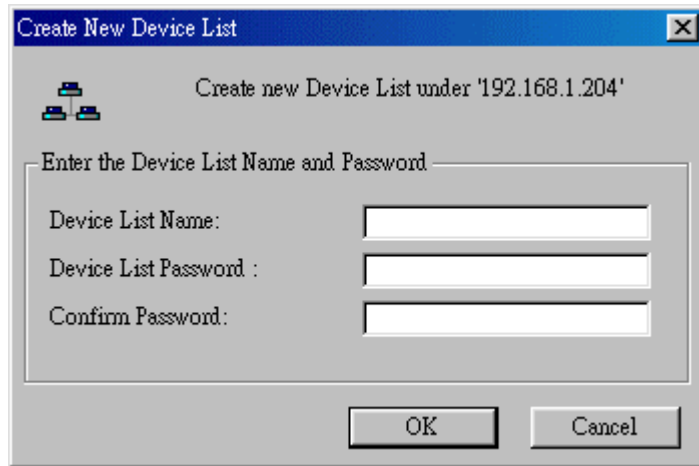 Create New Device List
Create new Device List under '192.168.1.204'
Enter the Device List Name and Password
Device List Name:
Device List Password :
Confirm Password:
OK
Cancel